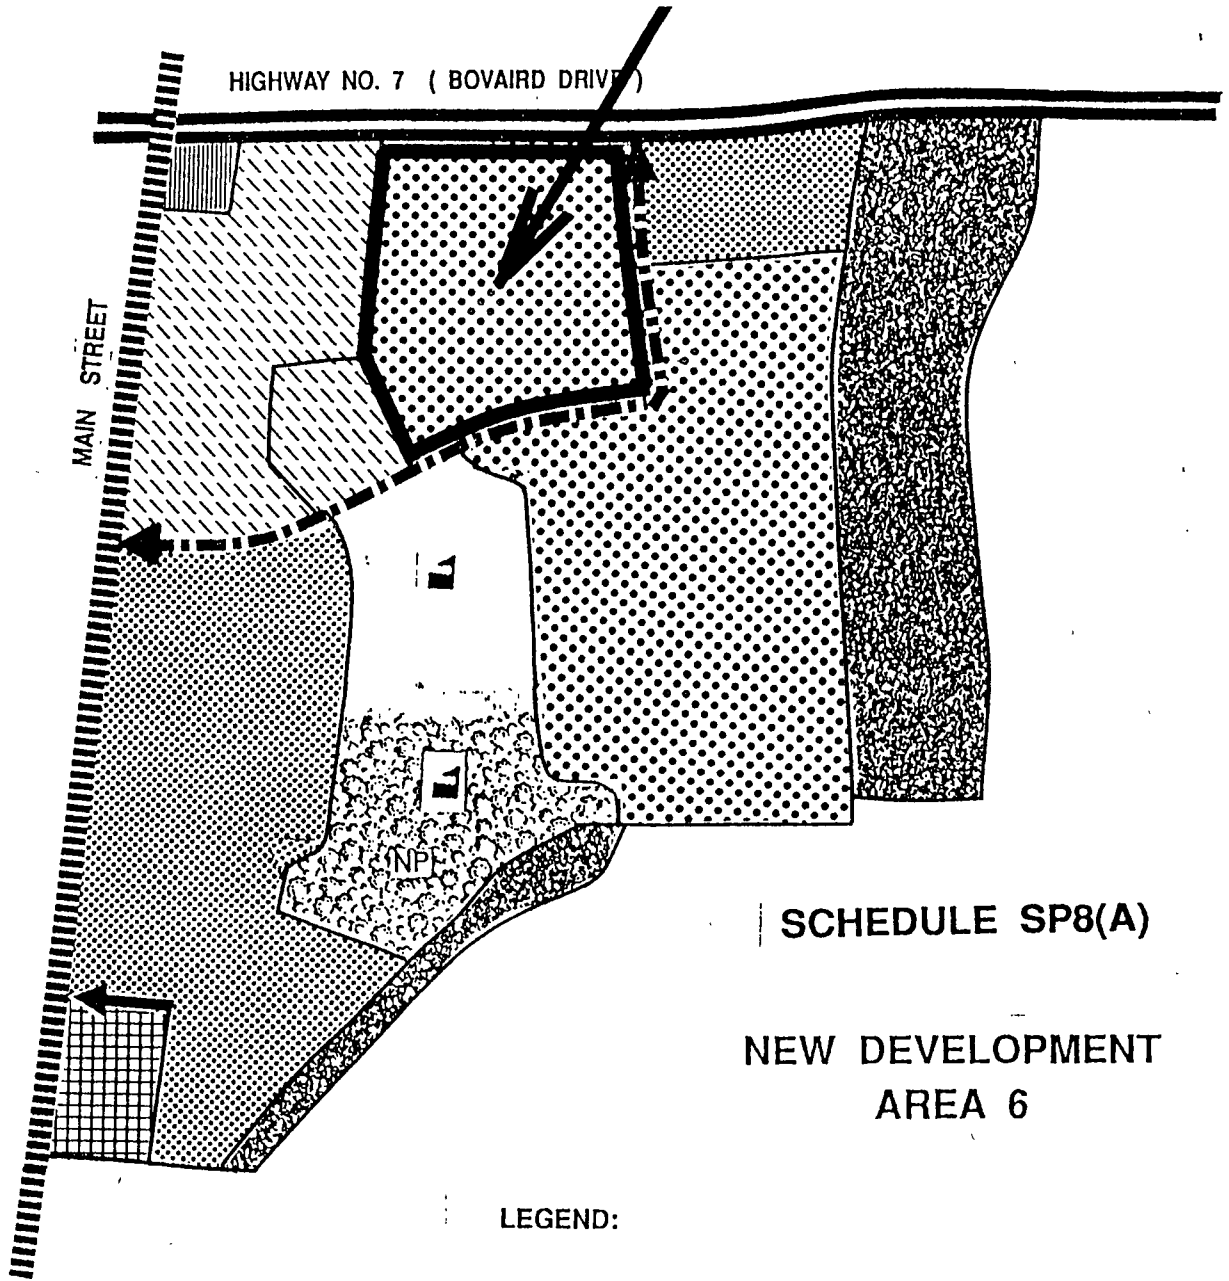 HIGHWAY NO. 7 ( BOVAIRD DRIVE )
MAIN STREET
NP
SCHEDULE SP8(A)
NEW DEVELOPMENT
AREA 6
LEGEND: